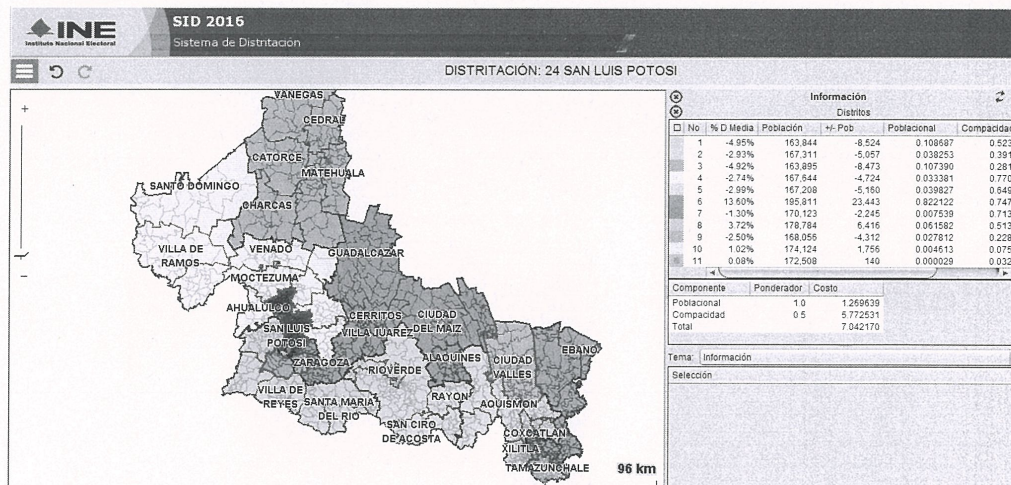 INE
Instituto Nacional Electoral
SID 2016
Sistema de Distritación
DISTRITACIÓN: 24 SAN LUIS POTOSI
+
−
VANEGAS
CEDRAL
CATORCE
MATEHUALA
SANTO DOMINGO
CHARCAS
VILLA DE
RAMOS
VENADO
GUADALCAZAR
MOCTEZUMA
AHUALULCO
SAN LUIS
POTOSI
CERRITOS
VILLA JUAREZ
CIUDAD
DEL MAIZ
ZARAGOZA
RIOVERDE
ALAQUINES
CIUDAD
VALLES
EBANO
VILLA DE
REYES
SANTA MARIA
DEL RIO
RAYON
AQUISMON
SAN CIRO
DE ACOSTA
COXCATLAN
XILITLA
TAMAZUNCHALE
96 km
Información
Distritos
No % D Media Población +/- Pob Poblacional Compacidad
1 -4.95% 163,844 -8,524 0.108687 0.523
2 -2.93% 167,311 -5,057 0.038253 0.391
3 -4.92% 163,895 -8,473 0.107390 0.281
4 -2.74% 167,644 -4,724 0.033381 0.770
5 -2.99% 167,208 -5,160 0.039827 0.649
6 13.60% 195,811 23,443 0.822122 0.747
7 -1.30% 170,123 -2,245 0.007539 0.713
8 3.72% 178,784 6,416 0.061582 0.513
9 -2.50% 168,056 -4,312 0.027812 0.228
10 1.02% 174,124 1,756 0.004613 0.075
11 0.08% 172,508 140 0.000029 0.032
Componente Ponderador Costo
Poblacional 1.0 1.269639
Compacidad 0.5 5.772531
Total 7.042170
Tema: Información
Selección